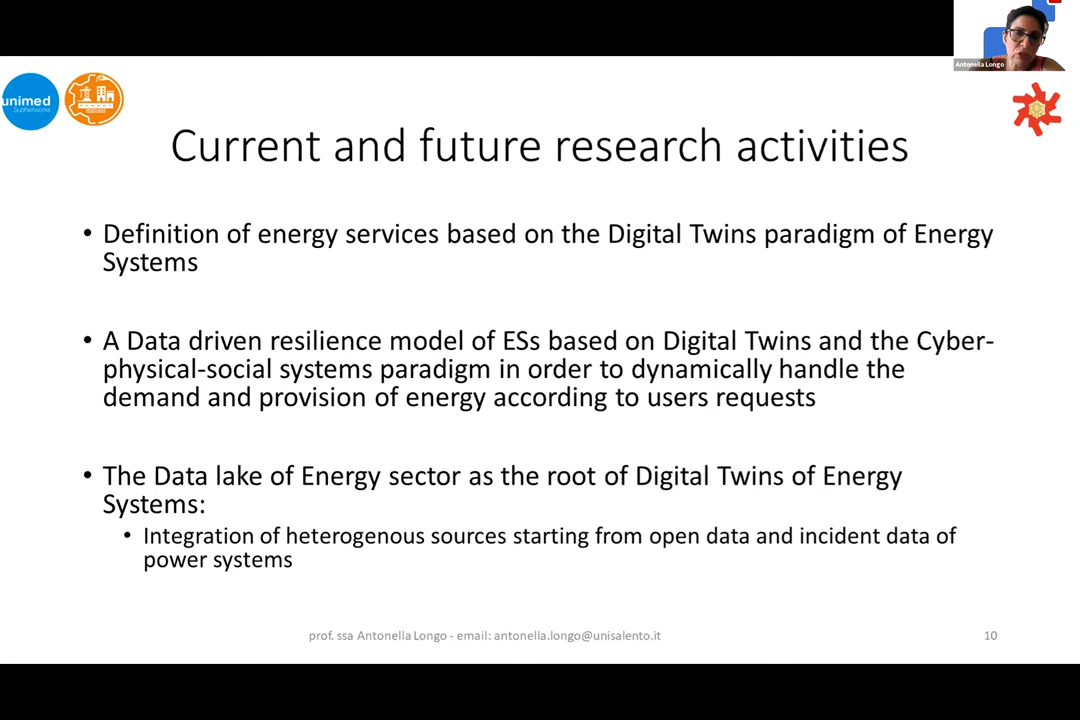 Antonella Longo
unimed
SubNetworks
Current and future research activities
• Definition of energy services based on the Digital Twins paradigm of Energy
Systems
• A Data driven resilience model of ESs based on Digital Twins and the Cyber-
physical-social systems paradigm in order to dynamically handle the
demand and provision of energy according to users requests
• The Data lake of Energy sector as the root of Digital Twins of Energy
Systems:
• Integration of heterogenous sources starting from open data and incident data of
power systems
prof. ssa Antonella Longo - email: antonella.longo@unisalento.it
10